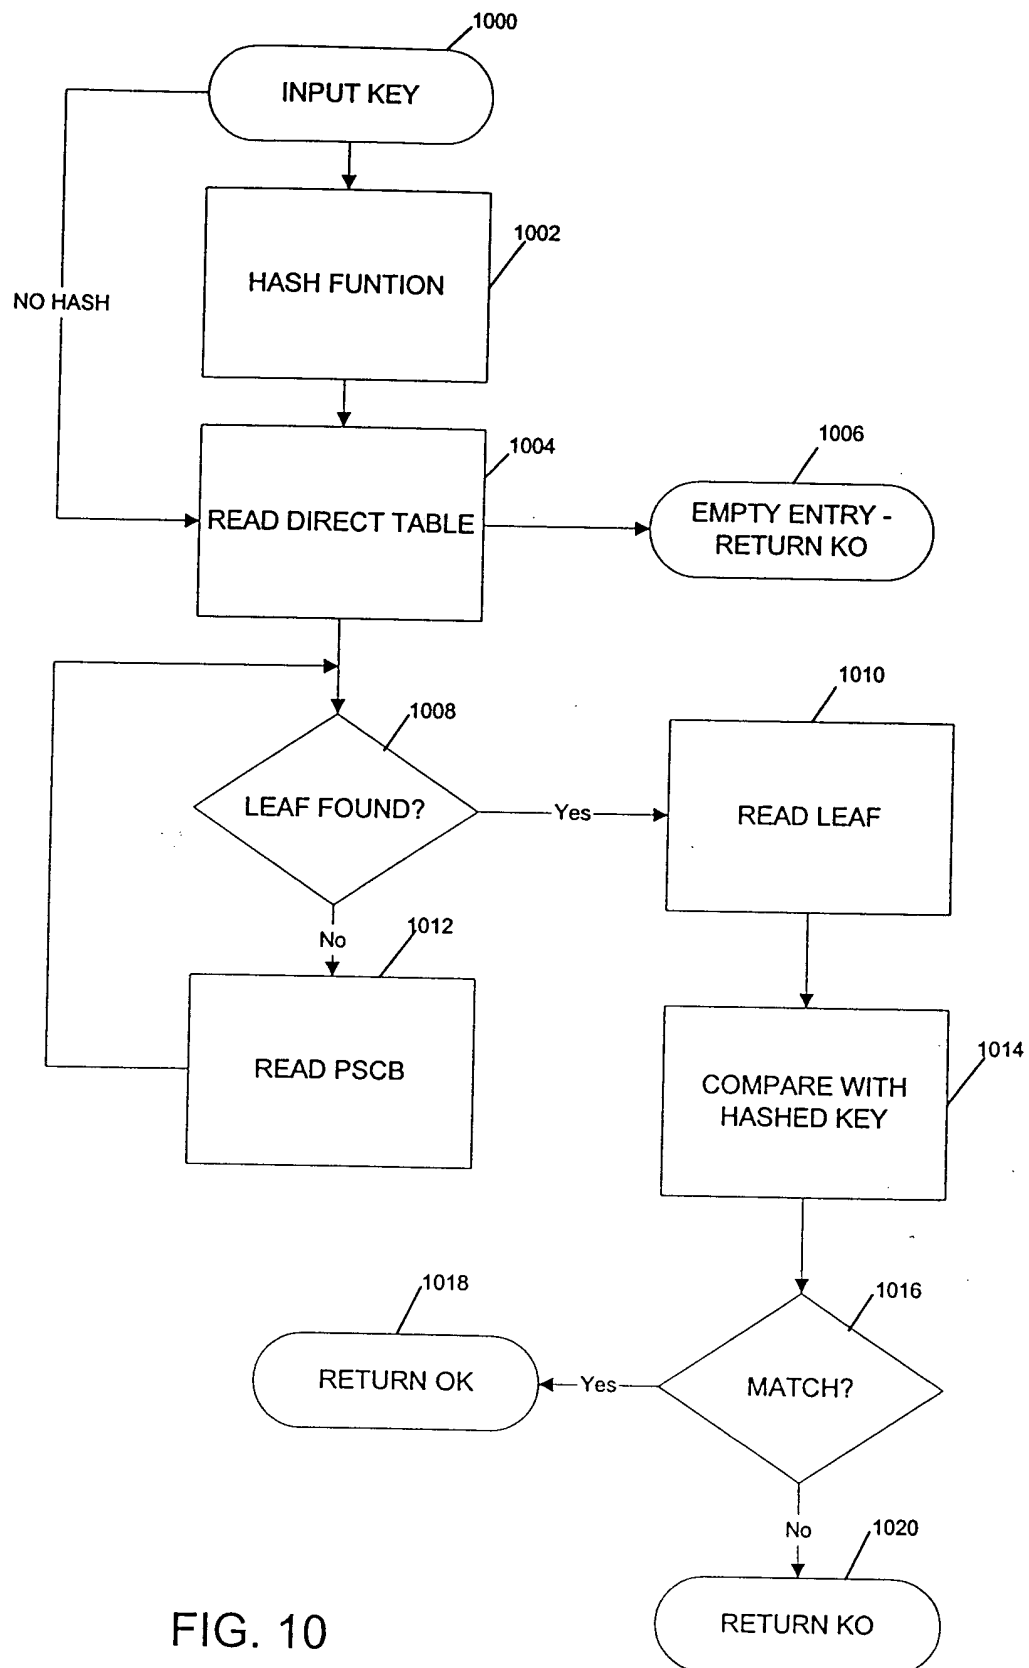 1000
INPUT KEY
1002
HASH FUNTION
NO HASH
1004
READ DIRECT TABLE
1006
EMPTY ENTRY -
RETURN KO
1008
LEAF FOUND?
Yes
1010
READ LEAF
No
1012
READ PSCB
1014
COMPARE WITH
HASHED KEY
1016
MATCH?
Yes
1018
RETURN OK
No
1020
RETURN KO
FIG. 10